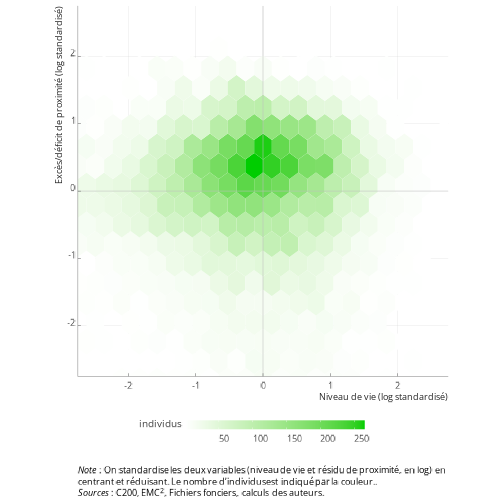 Excès/déficit de proximité (log standardisé)
2
1
0
-1
-2
-2
-1
0
1
2
Niveau de vie (log standardisé)
individus
50
100
150
200
250
Note : On standardise les deux variables (niveau de vie et résidu de proximité, en log) en
centrant et réduisant. Le nombre d'individus est indiqué par la couleur..
Sources : C200, EMC², Fichiers fonciers, calculs des auteurs.